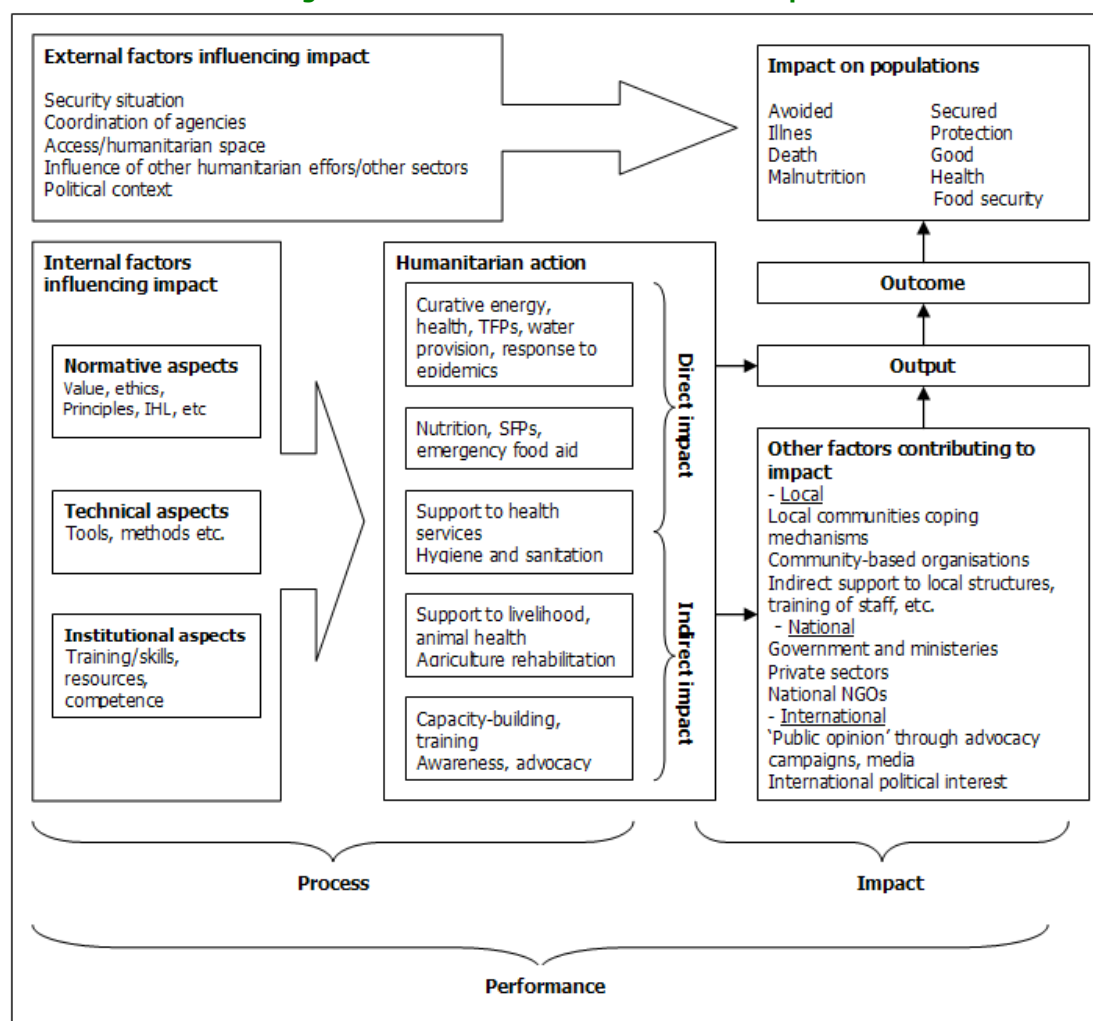 External factors influencing impact
Security situation
Coordination of agencies
Access/humanitarian space
Influence of other humanitarian effors/other sectors
Political context
Impact on populations
Avoided
Illnes
Death
Malnutrition
Secured
Protection
Good
Health
Food security
Internal factors
influencing impact
Normative aspects
Value, ethics,
Principles, IHL, etc
Technical aspects
Tools, methods etc.
Institutional aspects
Training/skills,
resources,
competence
Humanitarian action
Curative energy,
health, TFPs, water
provision, response to
epidemics
Nutrition, SFPs,
emergency food aid
Support to health
services
Hygiene and sanitation
Support to livelihood,
animal health
Agriculture rehabilitation
Capacity-building,
training
Awareness, advocacy
Direct impact
Indirect impact
Outcome
Output
Other factors contributing to
impact
- Local
Local communities coping
mechanisms
Community-based organisations
Indirect support to local structures,
training of staff, etc.
- National
Government and ministeries
Private sectors
National NGOs
- International
‘Public opinion’ through advocacy
campaigns, media
International political interest
Process
Impact
Performance